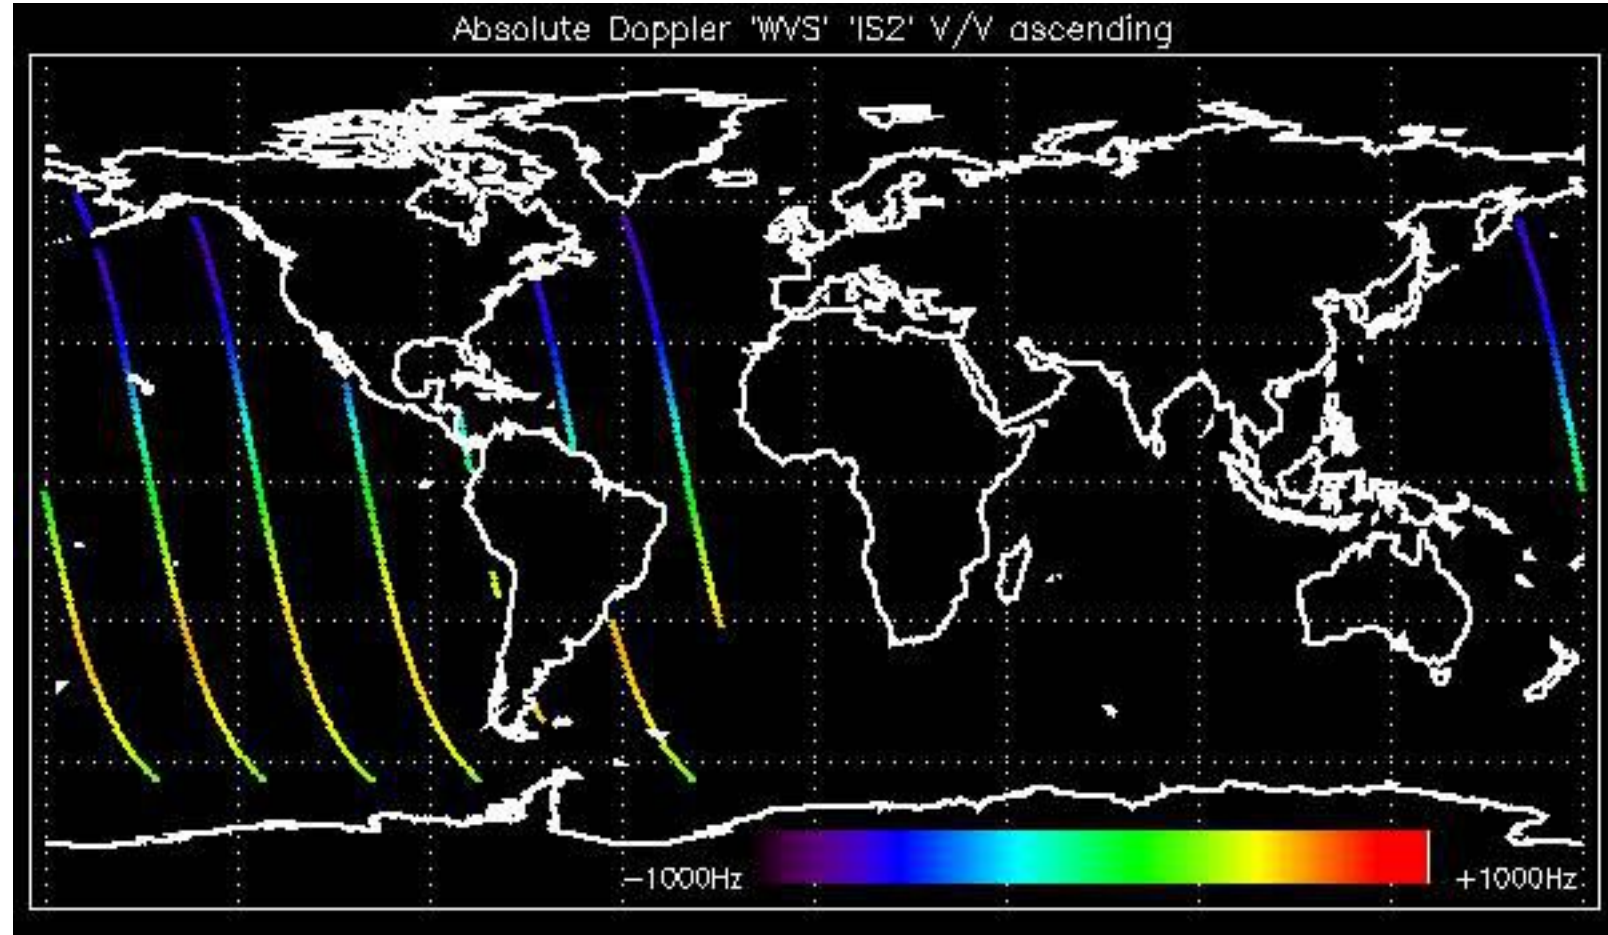 Absolute Doppler 'WVS' 'IS2' V/V ascending
−1000Hz +1000Hz